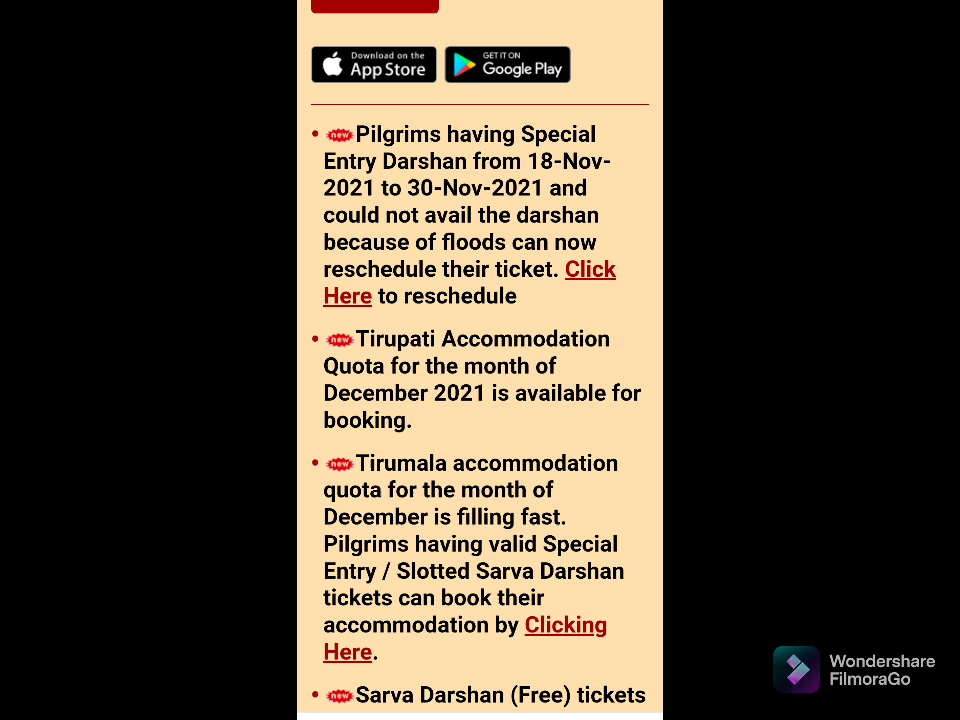 Download on the
App Store
GET IT ON
Google Play
• new Pilgrims having Special
Entry Darshan from 18-Nov-
2021 to 30-Nov-2021 and
could not avail the darshan
because of floods can now
reschedule their ticket. Click
Here to reschedule
• new Tirupati Accommodation
Quota for the month of
December 2021 is available for
booking.
• new Tirumala accommodation
quota for the month of
December is filling fast.
Pilgrims having valid Special
Entry / Slotted Sarva Darshan
tickets can book their
accommodation by Clicking
Here.
• new Sarva Darshan (Free) tickets
Wondershare
FilmoraGo